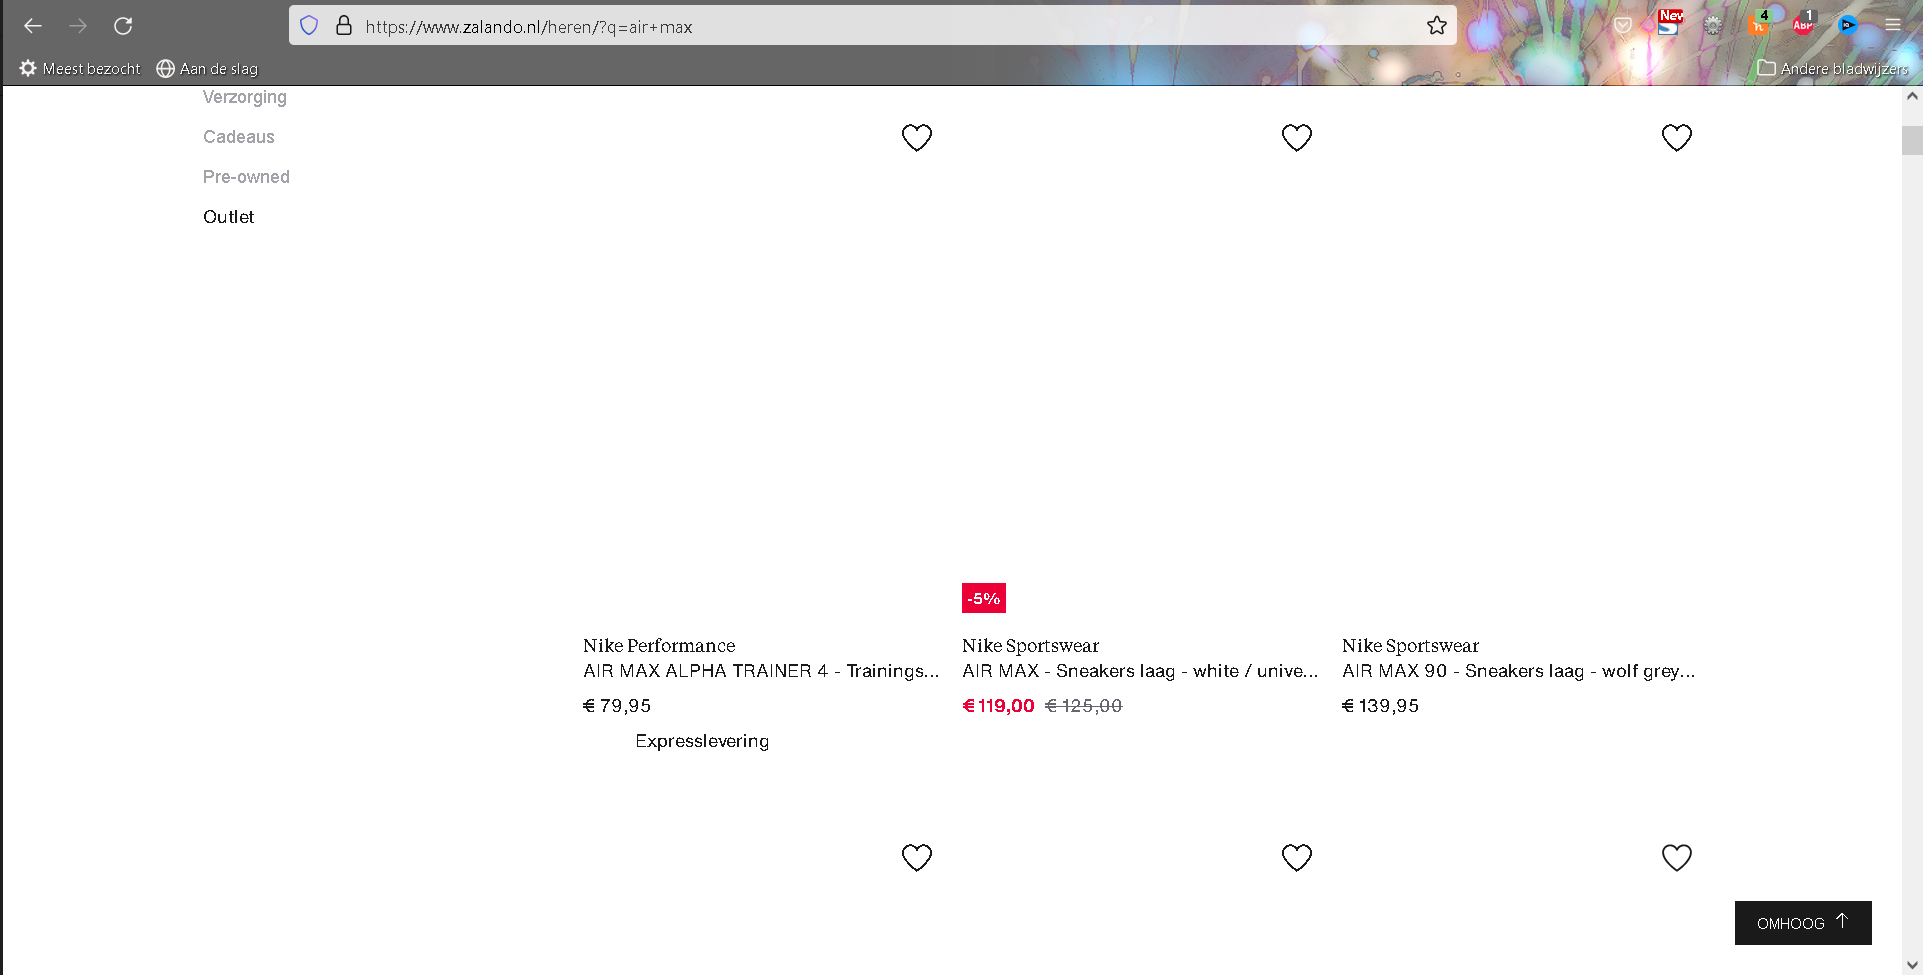 https://www.zalando.nl/heren/?q=air+max
New
4
ABP
1
Meest bezocht
Aan de slag
Andere bladwijzers
Verzorging
Cadeaus
Pre-owned
Outlet
-5%
Nike Performance
AIR MAX ALPHA TRAINER 4 - Trainings...
€ 79,95
Expresslevering
Nike Sportswear
AIR MAX - Sneakers laag - white / unive...
€ 119,00 € 125,00
Nike Sportswear
AIR MAX 90 - Sneakers laag - wolf grey...
€ 139,95
OMHOOG